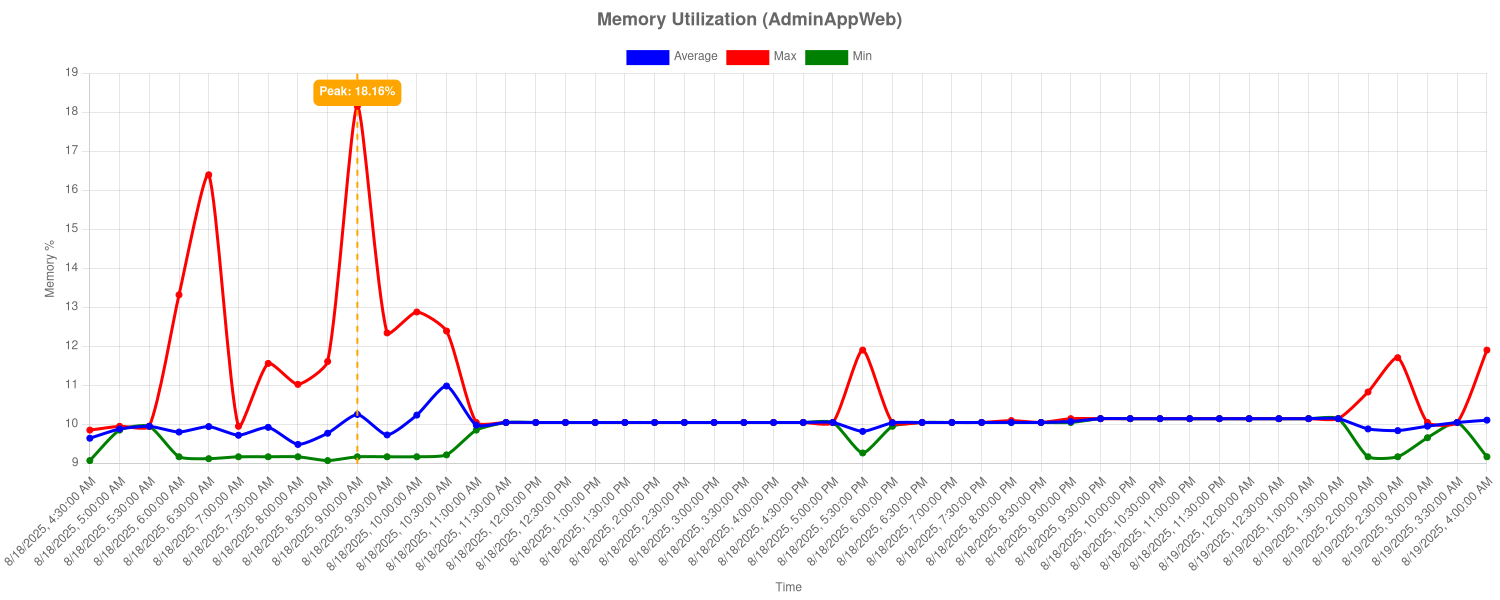 Memory Utilization (AdminAppWeb)
Average Max Min
Peak: 18.16%
19
18
17
16
15
14
13
12
11
10
9
Memory %
8/18/2025, 4:30:00 AM
8/18/2025, 5:00:00 AM
8/18/2025, 5:30:00 AM
8/18/2025, 6:00:00 AM
8/18/2025, 6:30:00 AM
8/18/2025, 7:00:00 AM
8/18/2025, 7:30:00 AM
8/18/2025, 8:00:00 AM
8/18/2025, 8:30:00 AM
8/18/2025, 9:00:00 AM
8/18/2025, 9:30:00 AM
8/18/2025, 10:00:00 AM
8/18/2025, 10:30:00 AM
8/18/2025, 11:00:00 AM
8/18/2025, 11:30:00 AM
8/18/2025, 12:00:00 PM
8/18/2025, 12:30:00 PM
8/18/2025, 1:00:00 PM
8/18/2025, 1:30:00 PM
8/18/2025, 2:00:00 PM
8/18/2025, 2:30:00 PM
8/18/2025, 3:00:00 PM
8/18/2025, 3:30:00 PM
8/18/2025, 4:00:00 PM
8/18/2025, 4:30:00 PM
8/18/2025, 5:00:00 PM
8/18/2025, 5:30:00 PM
8/18/2025, 6:00:00 PM
8/18/2025, 6:30:00 PM
8/18/2025, 7:00:00 PM
8/18/2025, 7:30:00 PM
8/18/2025, 8:00:00 PM
8/18/2025, 8:30:00 PM
8/18/2025, 9:00:00 PM
8/18/2025, 9:30:00 PM
8/18/2025, 10:00:00 PM
8/18/2025, 10:30:00 PM
8/18/2025, 11:00:00 PM
8/18/2025, 11:30:00 PM
8/19/2025, 12:00:00 AM
8/19/2025, 12:30:00 AM
8/19/2025, 1:00:00 AM
8/19/2025, 1:30:00 AM
8/19/2025, 2:00:00 AM
8/19/2025, 2:30:00 AM
8/19/2025, 3:00:00 AM
8/19/2025, 3:30:00 AM
8/19/2025, 4:00:00 AM
Time